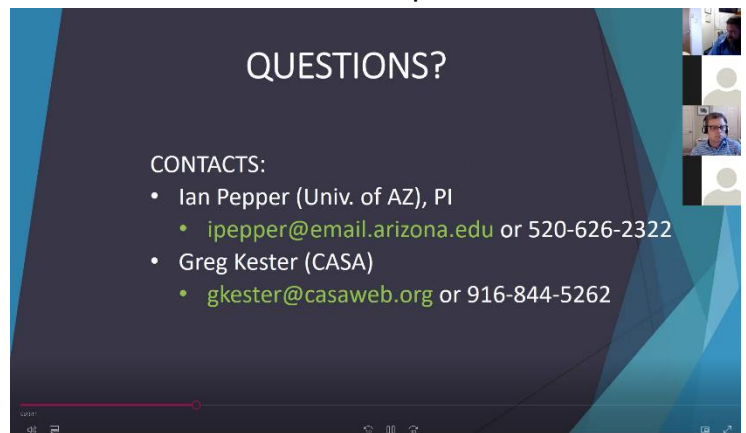 QUESTIONS?
CONTACTS:
• Ian Pepper (Univ. of AZ), PI
• ipepper@email.arizona.edu or 520-626-2322
• Greg Kester (CASA)
• gkester@casaweb.org or 916-844-5262